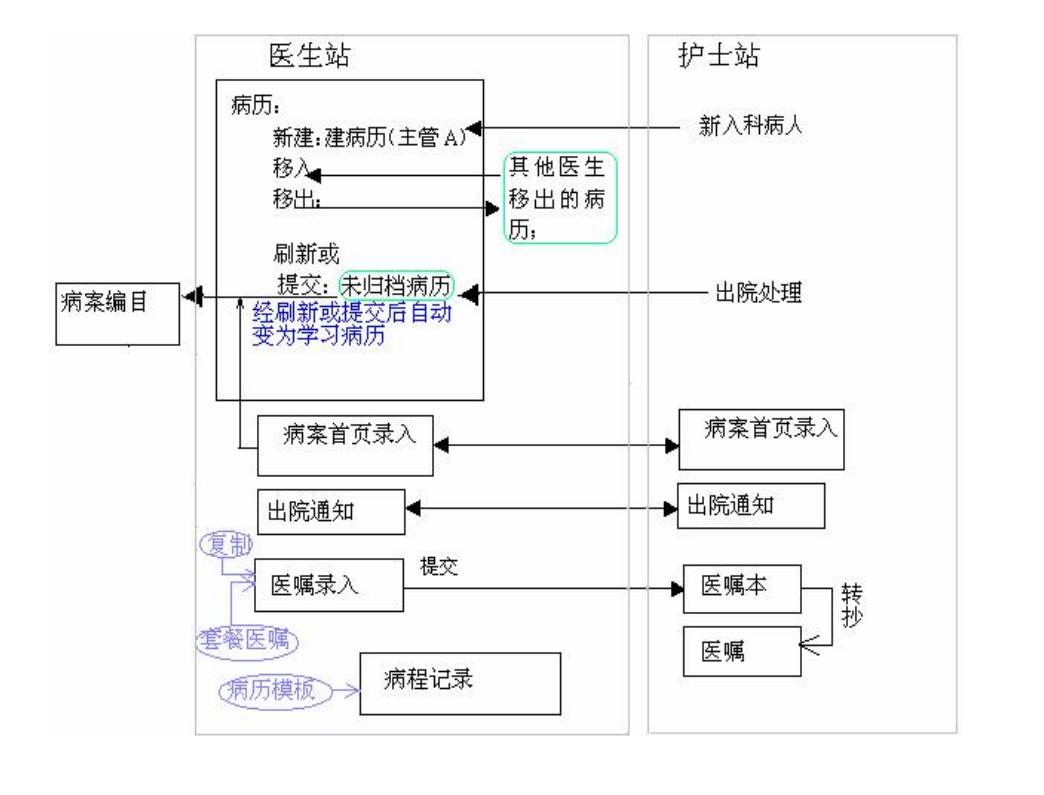 医生站
护士站
病历：
新建：建病历(主管A)
新入科病人
移入
移出：
其他医生
移出的病
历；
刷新或
提交：未归档病历
出院处理
病案编目
经刷新或提交后自动
变为学习病历
病案首页录入
病案首页录入
出院通知
出院通知
复制
医嘱录入
提交
医嘱本
转
抄
套餐医嘱
医嘱
病历模板
病程记录